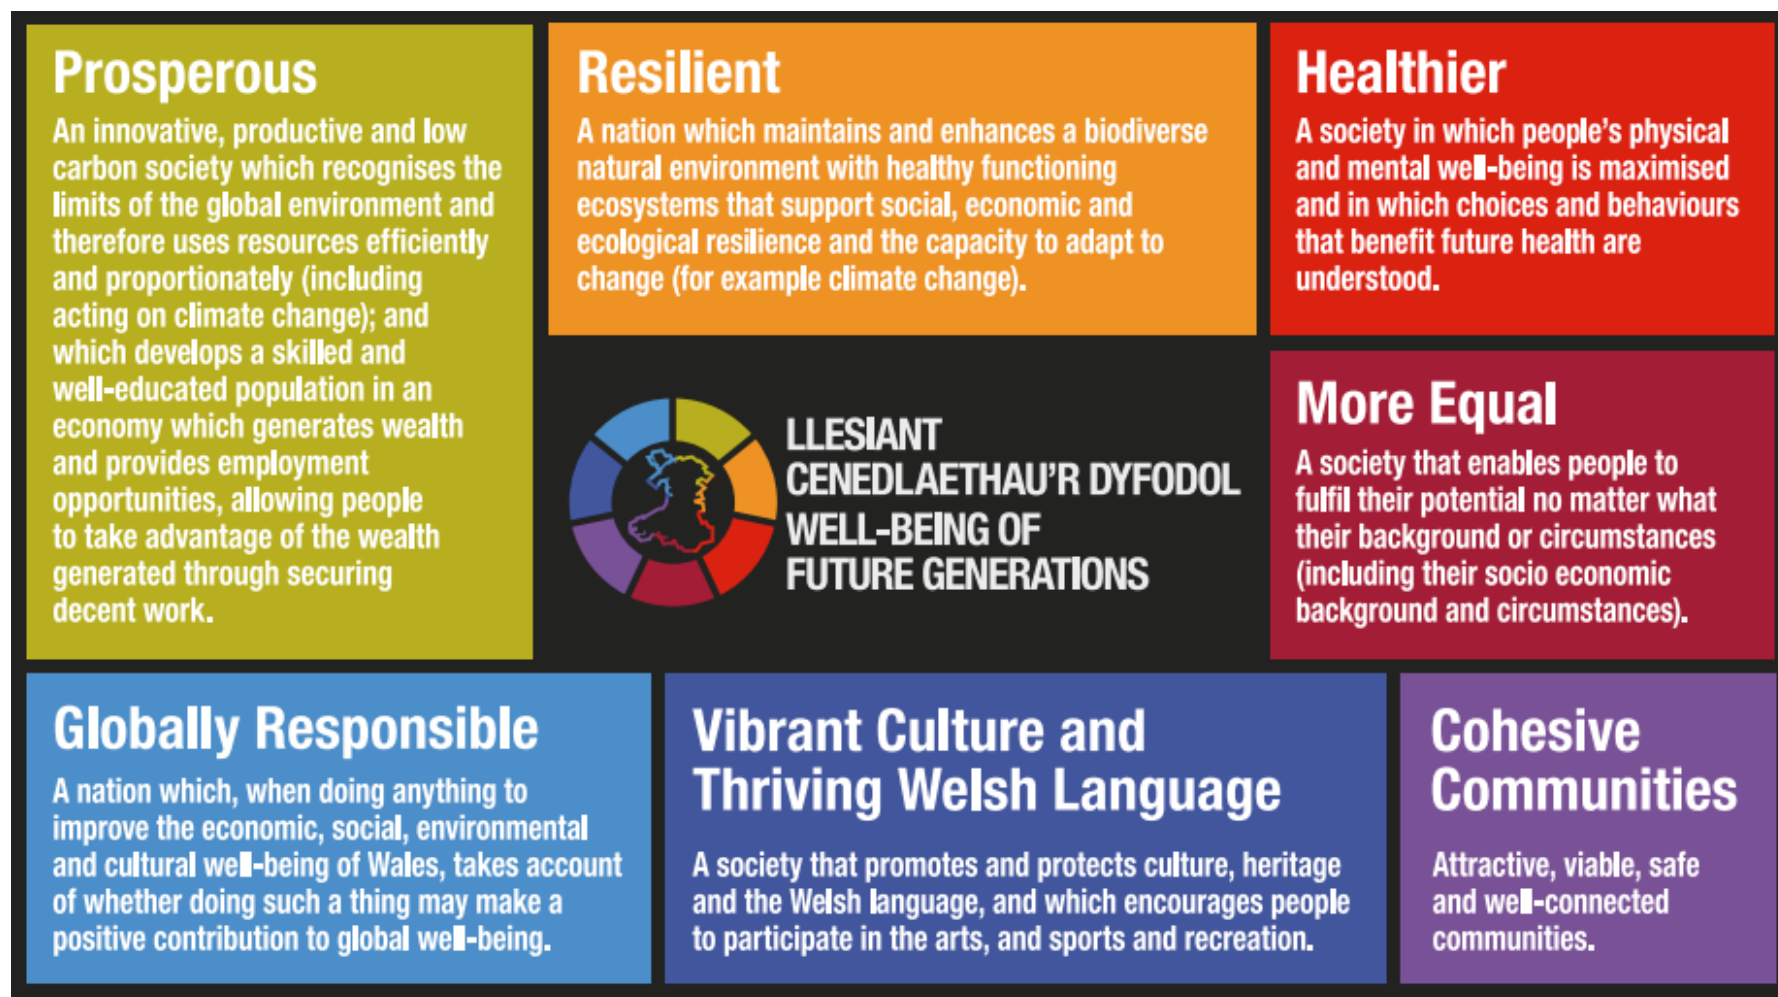 Prosperous
An innovative, productive and low
carbon society which recognises the
limits of the global environment and
therefore uses resources efficiently
and proportionately (including
acting on climate change); and
which develops a skilled and
well-educated population in an
economy which generates wealth
and provides employment
opportunities, allowing people
to take advantage of the wealth
generated through securing
decent work.
Resilient
A nation which maintains and enhances a biodiverse
natural environment with healthy functioning
ecosystems that support social, economic and
ecological resilience and the capacity to adapt to
change (for example climate change).
Healthier
A society in which people's physical
and mental well-being is maximised
and in which choices and behaviours
that benefit future health are
understood.
LLESIANT
CENEDLAETHAU'R DYFODOL
WELL-BEING OF
FUTURE GENERATIONS
More Equal
A society that enables people to
fulfil their potential no matter what
their background or circumstances
(including their socio economic
background and circumstances).
Globally Responsible
A nation which, when doing anything to
improve the economic, social, environmental
and cultural well-being of Wales, takes account
of whether doing such a thing may make a
positive contribution to global well-being.
Vibrant Culture and
Thriving Welsh Language
A society that promotes and protects culture, heritage
and the Welsh language, and which encourages people
to participate in the arts, and sports and recreation.
Cohesive
Communities
Attractive, viable, safe
and well-connected
communities.